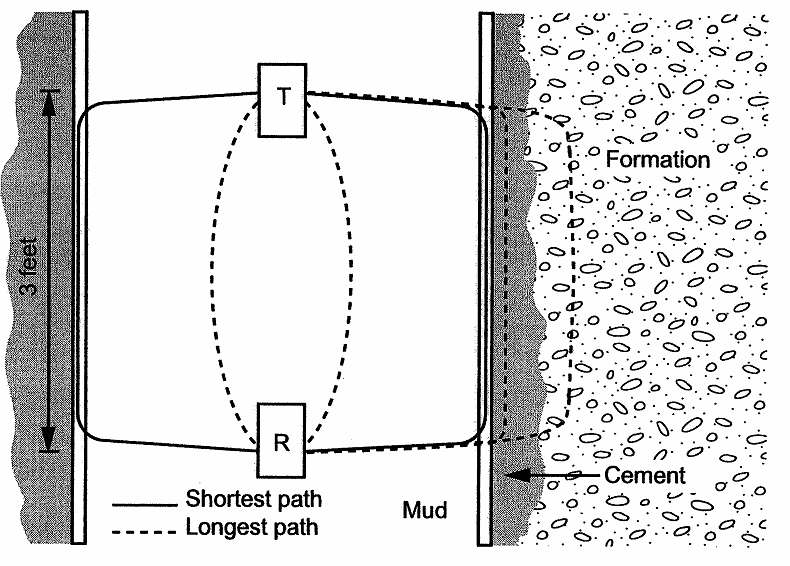 T
Formation
3 feet
R
Cement
Shortest path
Longest path
Mud